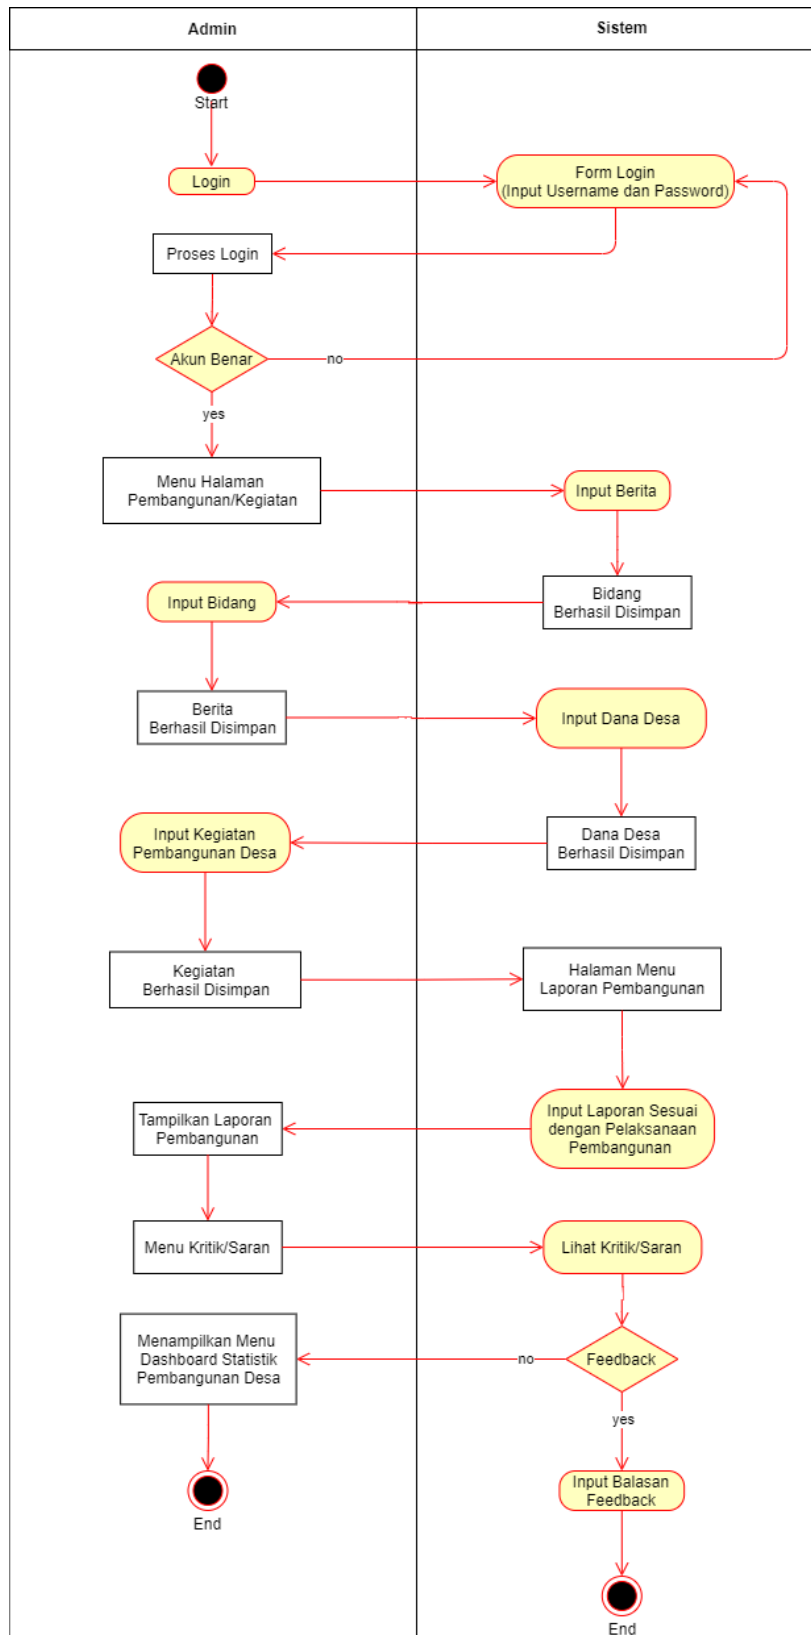 Admin
Sistem
Start
Login
Form Login
(Input Username dan Password)
Proses Login
Akun Benar
no
yes
Menu Halaman
Pembangunan/Kegiatan
Input Berita
Bidang
Berhasil Disimpan
Input Bidang
Berita
Berhasil Disimpan
Input Dana Desa
Dana Desa
Berhasil Disimpan
Input Kegiatan
Pembangunan Desa
Kegiatan
Berhasil Disimpan
Halaman Menu
Laporan Pembangunan
Input Laporan Sesuai
dengan Pelaksanaan
Pembangunan
Tampilkan Laporan
Pembangunan
Menu Kritik/Saran
Lihat Kritik/Saran
Feedback
no
Menampilkan Menu
Dashboard Statistik
Pembangunan Desa
End
yes
Input Balasan
Feedback
End